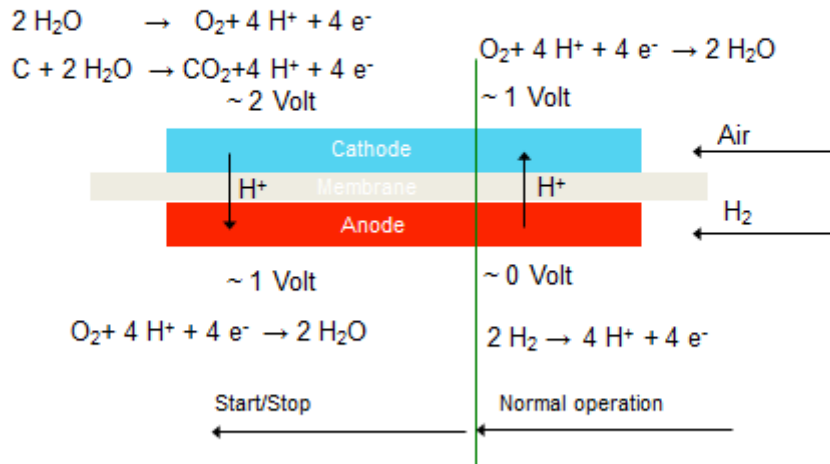 2 H₂O → O₂+ 4 H⁺ + 4 e⁻
C + 2 H₂O → CO₂+4 H⁺ + 4 e⁻
~ 2 Volt
O₂+ 4 H⁺ + 4 e⁻ → 2 H₂O
~ 1 Volt
Cathode
Air
H⁺
Membrane
H⁺
H₂
Anode
~ 1 Volt
~ 0 Volt
O₂+ 4 H⁺ + 4 e⁻ → 2 H₂O
2 H₂ → 4 H⁺ + 4 e⁻
Start/Stop
Normal operation